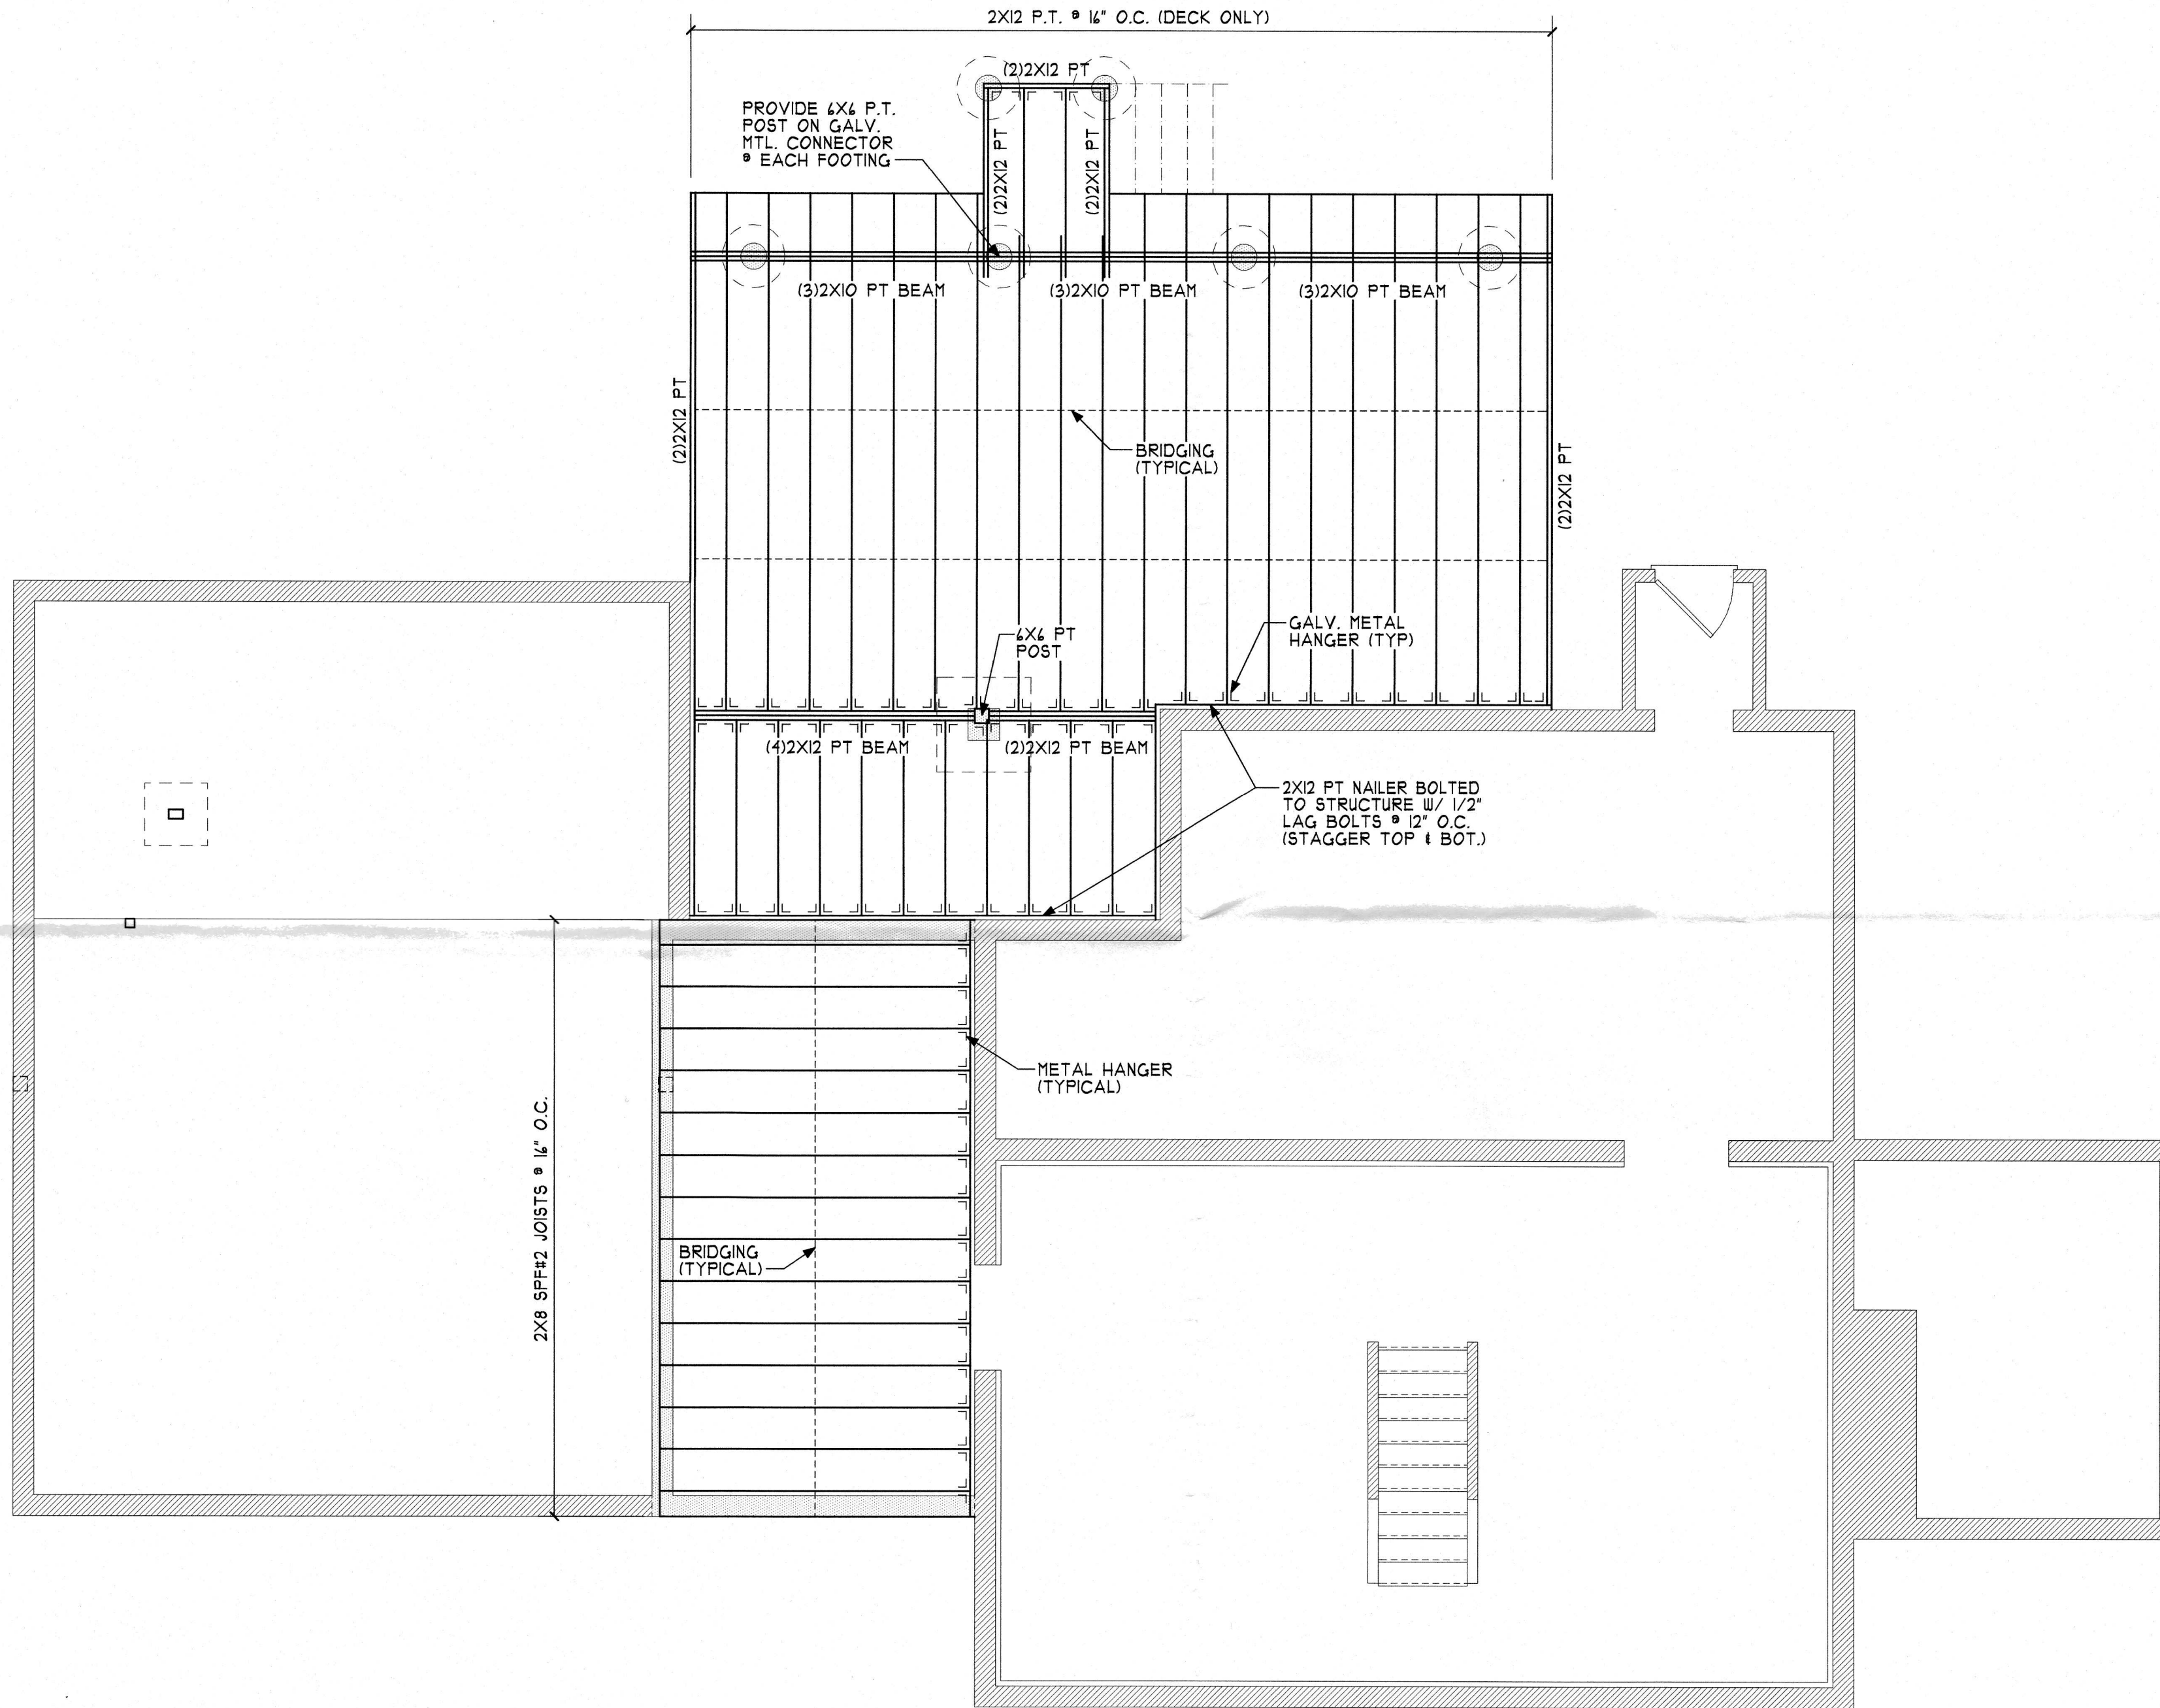 2X12 P.T. @ 16" O.C. (DECK ONLY)
(2)2X12 PT
PROVIDE 6X6 P.T.
POST ON GALV.
MTL. CONNECTOR
@ EACH FOOTING
(2)2X12 PT
(2)2X12 PT
(3)2X10 PT BEAM
(3)2X10 PT BEAM
(3)2X10 PT BEAM
(2)2X12 PT
BRIDGING
(TYPICAL)
(2)2X12 PT
6X6 PT
POST
GALV. METAL
HANGER (TYP)
(4)2X12 PT BEAM
(2)2X12 PT BEAM
2X12 PT NAILER BOLTED
TO STRUCTURE W/ 1/2"
LAG BOLTS @ 12" O.C.
(STAGGER TOP & BOT.)
METAL HANGER
(TYPICAL)
2X8 SPF#2 JOISTS @ 16" O.C.
BRIDGING
(TYPICAL)